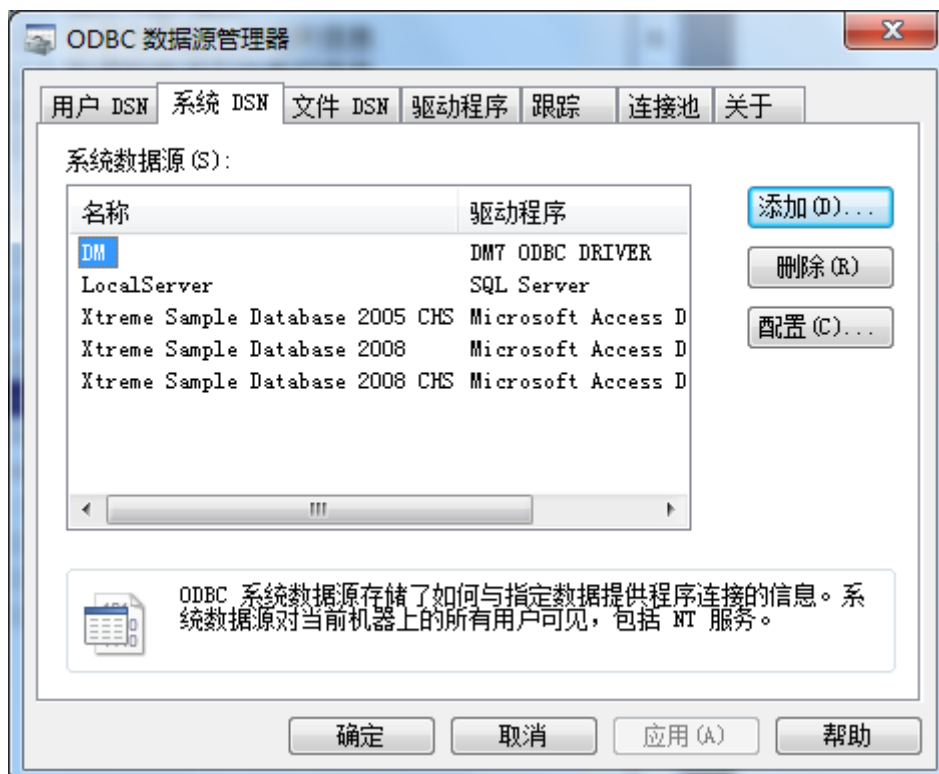 ODBC 数据源管理器
用户 DSN 系统 DSN 文件 DSN 驱动程序 跟踪 连接池 关于
系统数据源(S):
名称 驱动程序
DM DM7 ODBC DRIVER
LocalServer SQL Server
Xtreme Sample Database 2005 CHS Microsoft Access D
Xtreme Sample Database 2008 Microsoft Access D
Xtreme Sample Database 2008 CHS Microsoft Access D
添加(D)...
删除(R)
配置(C)...
ODBC 系统数据源存储了如何与指定数据提供程序连接的信息。系
统数据源对当前机器上的所有用户可见，包括 NT 服务。
确定 取消 应用(A) 帮助